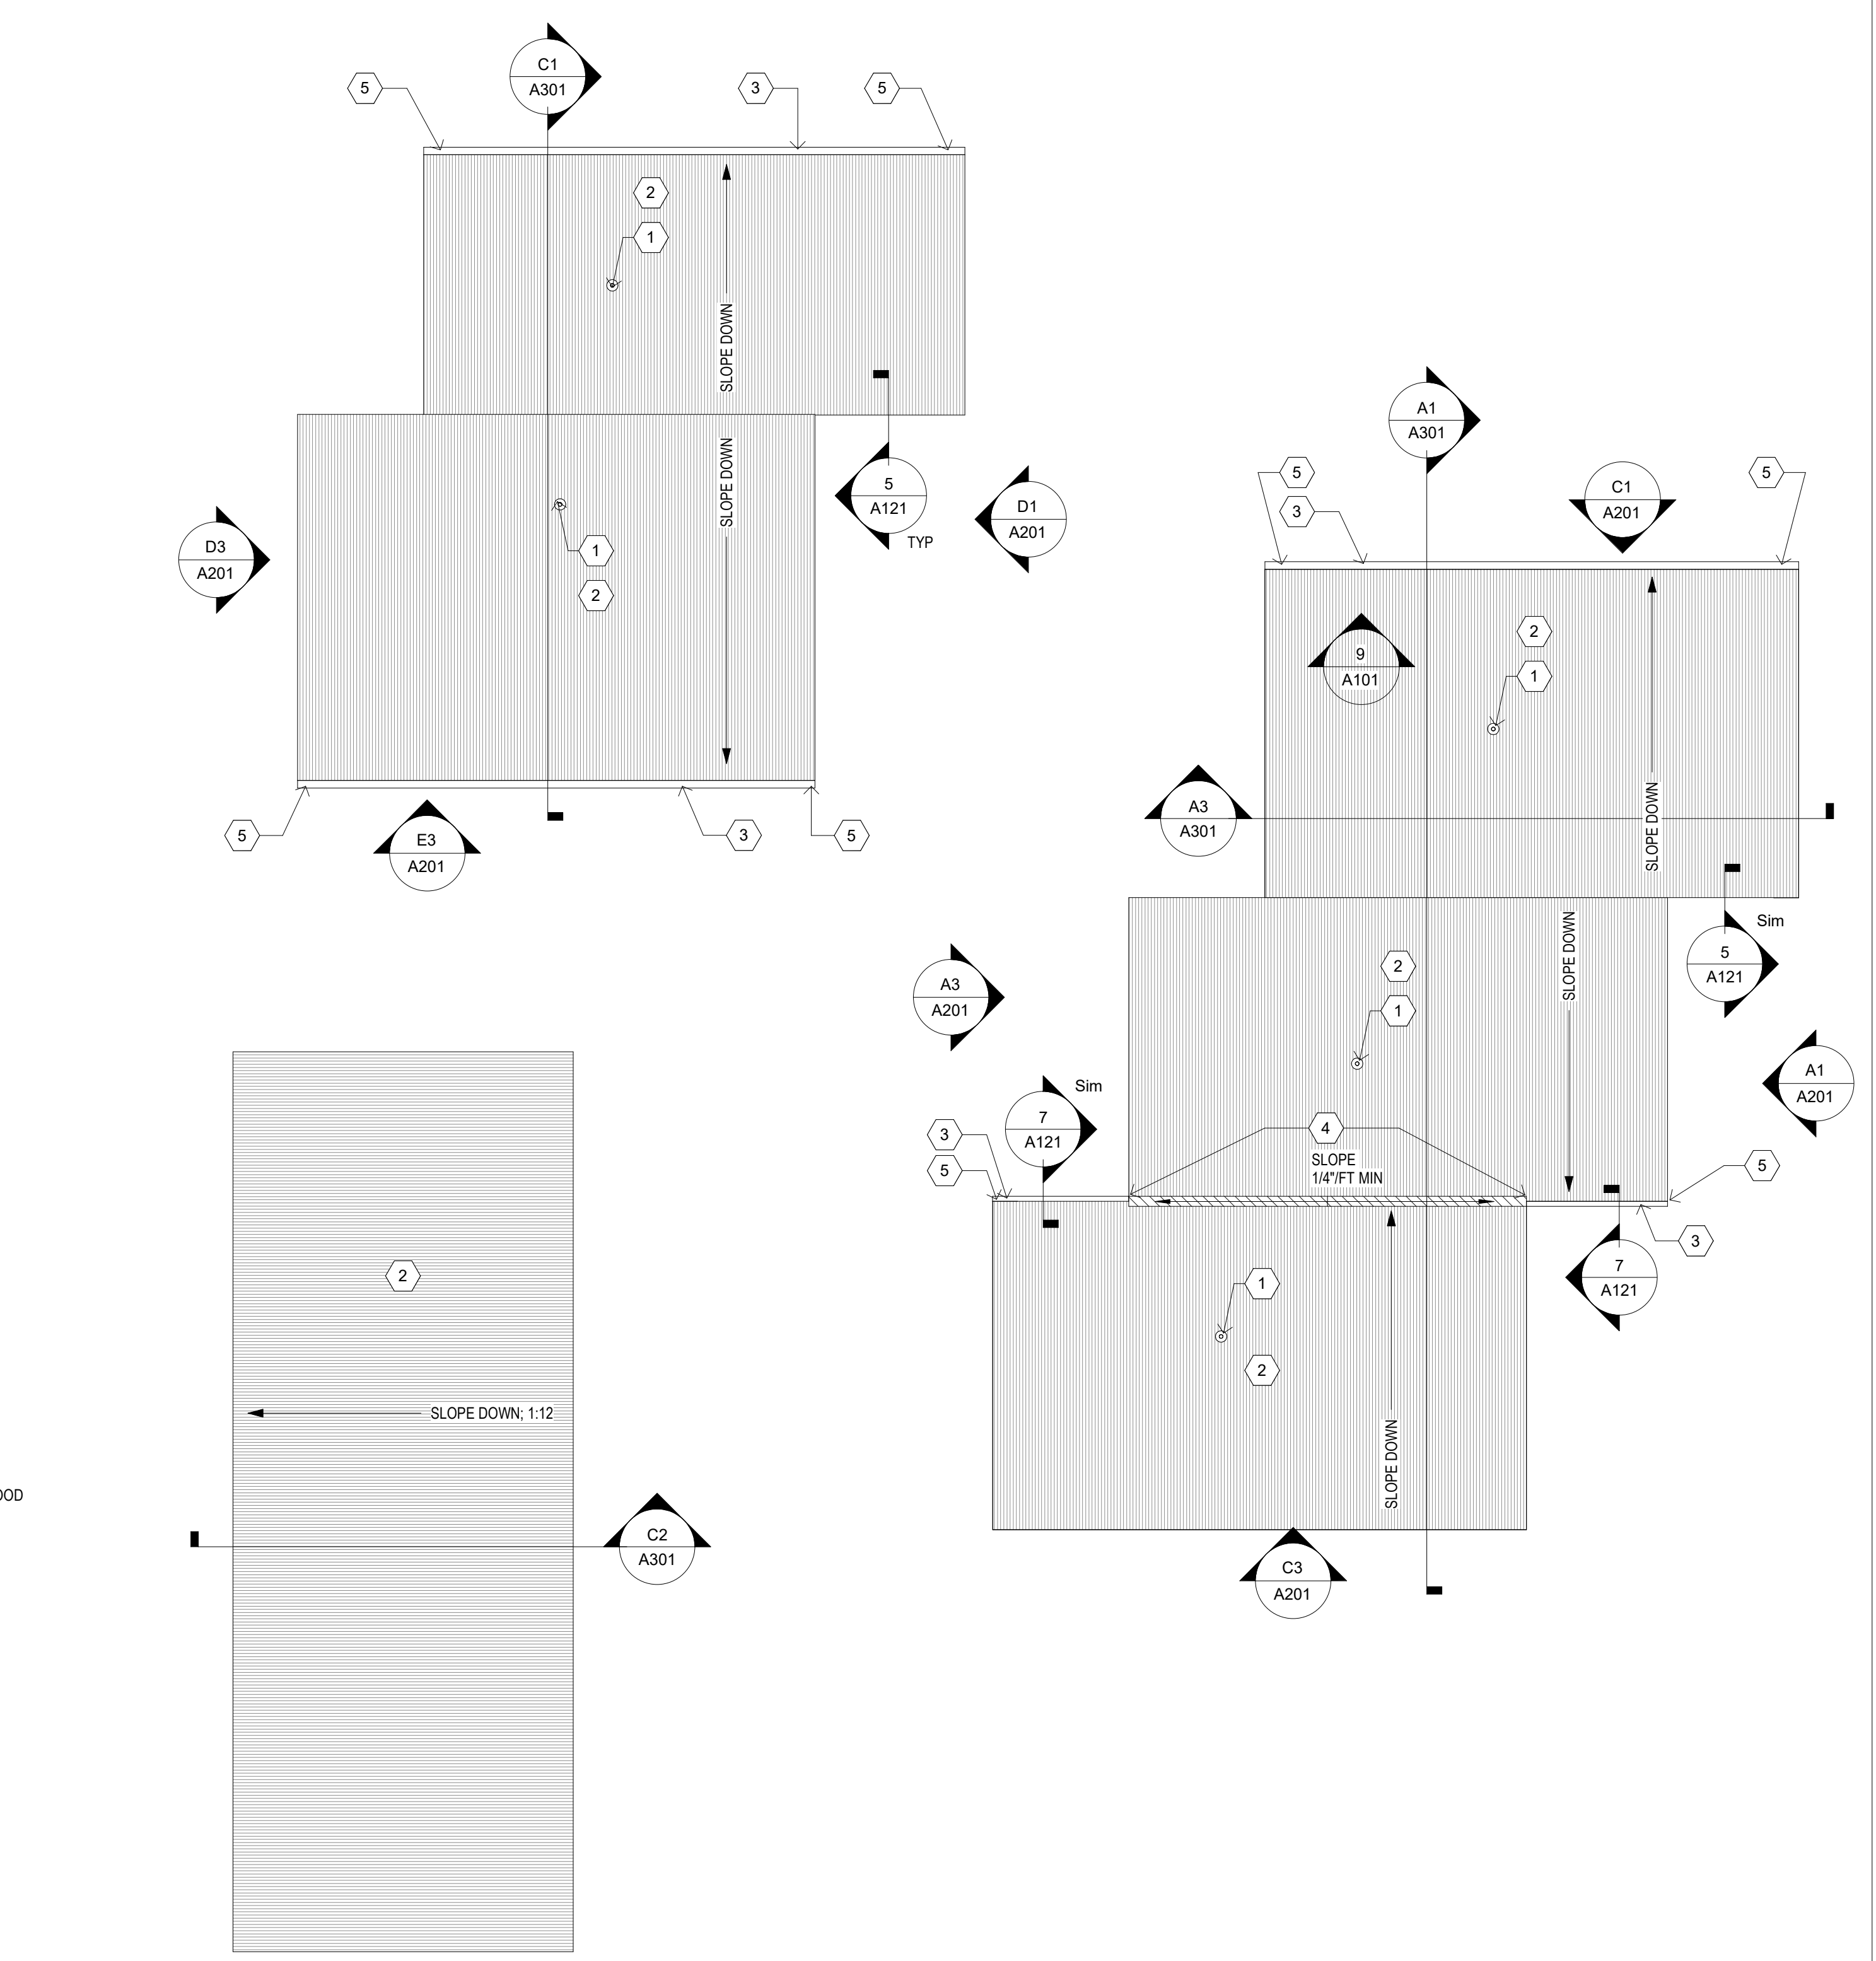 C1
A301
5
3
5
2
1
SLOPE DOWN
SLOPE DOWN
5
A121
TYP
D1
A201
D3
A201
1
2
5
E3
A201
3
5
A1
A301
5
3
C1
A201
5
9
A101
2
1
A3
A301
SLOPE DOWN
Sim
5
A121
SLOPE DOWN
2
1
A3
A201
A1
A201
7
A121
Sim
3
5
4
SLOPE
1/4"/FT MIN
5
3
7
A121
1
2
SLOPE DOWN
C3
A201
2
SLOPE DOWN; 1:12
C2
A301